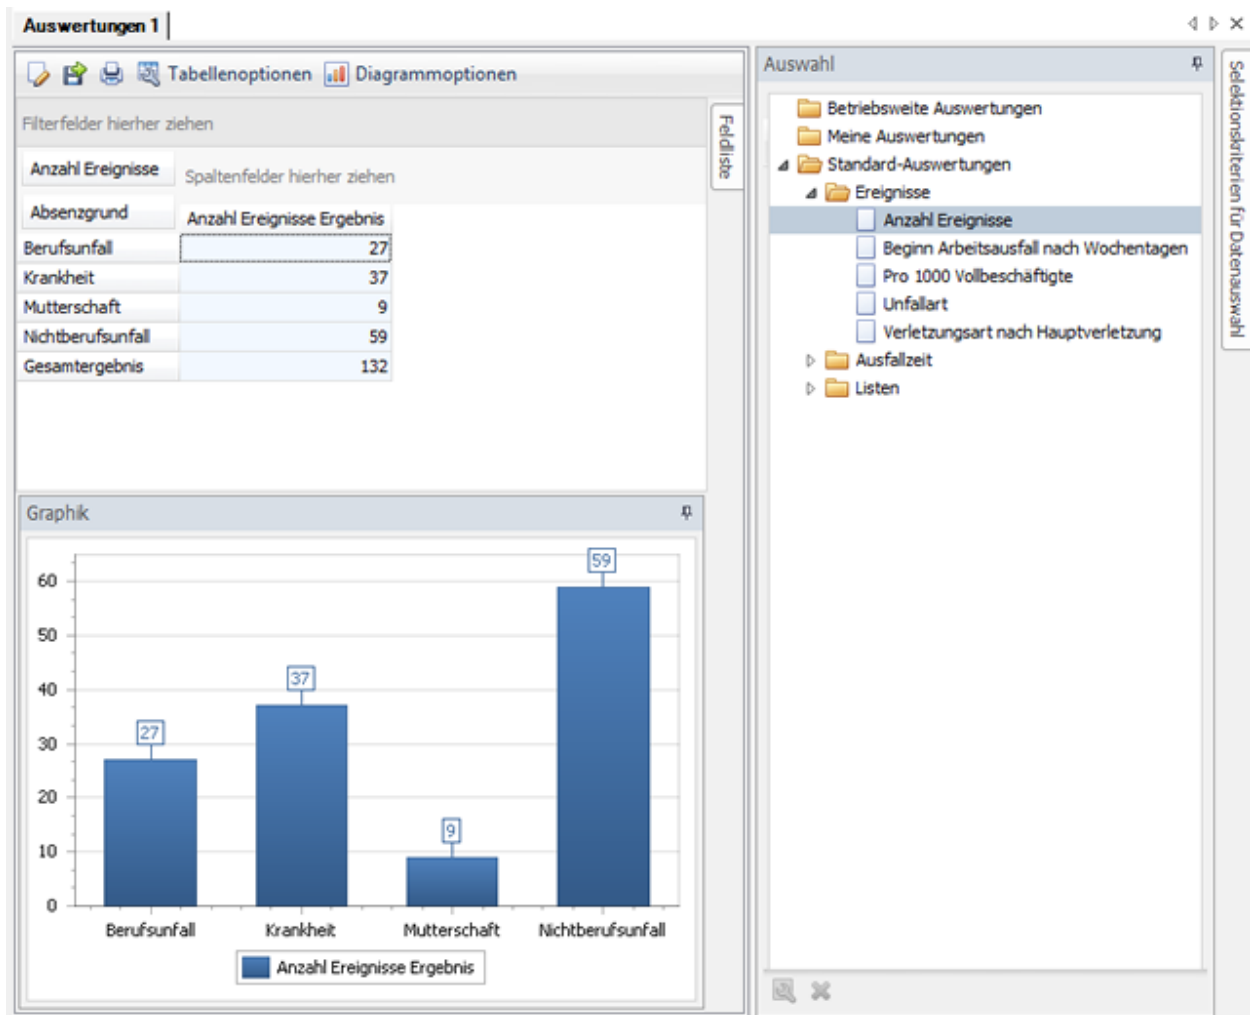 Auswertungen 1
Tabellenoptionen Diagrammoptionen
Filterfelder hierher ziehen
Anzahl Ereignisse
Spaltenfelder hierher ziehen
Absenzgrund
Anzahl Ereignisse Ergebnis
Berufsunfall 27
Krankheit 37
Mutterschaft 9
Nichtberufsunfall 59
Gesamtergebnis 132
Feldliste
Graphik
60
50
40
30
20
10
0
27
37
9
59
Berufsunfall Krankheit Mutterschaft Nichtberufsunfall
Anzahl Ereignisse Ergebnis
Auswahl
Betriebsweite Auswertungen
Meine Auswertungen
Standard-Auswertungen
Ereignisse
Anzahl Ereignisse
Beginn Arbeitsausfall nach Wochentagen
Pro 1000 Vollbeschäftigte
Unfallart
Verletzungsart nach Hauptverletzung
Ausfallzeit
Listen
Selektionskriterien für Datenauswahl